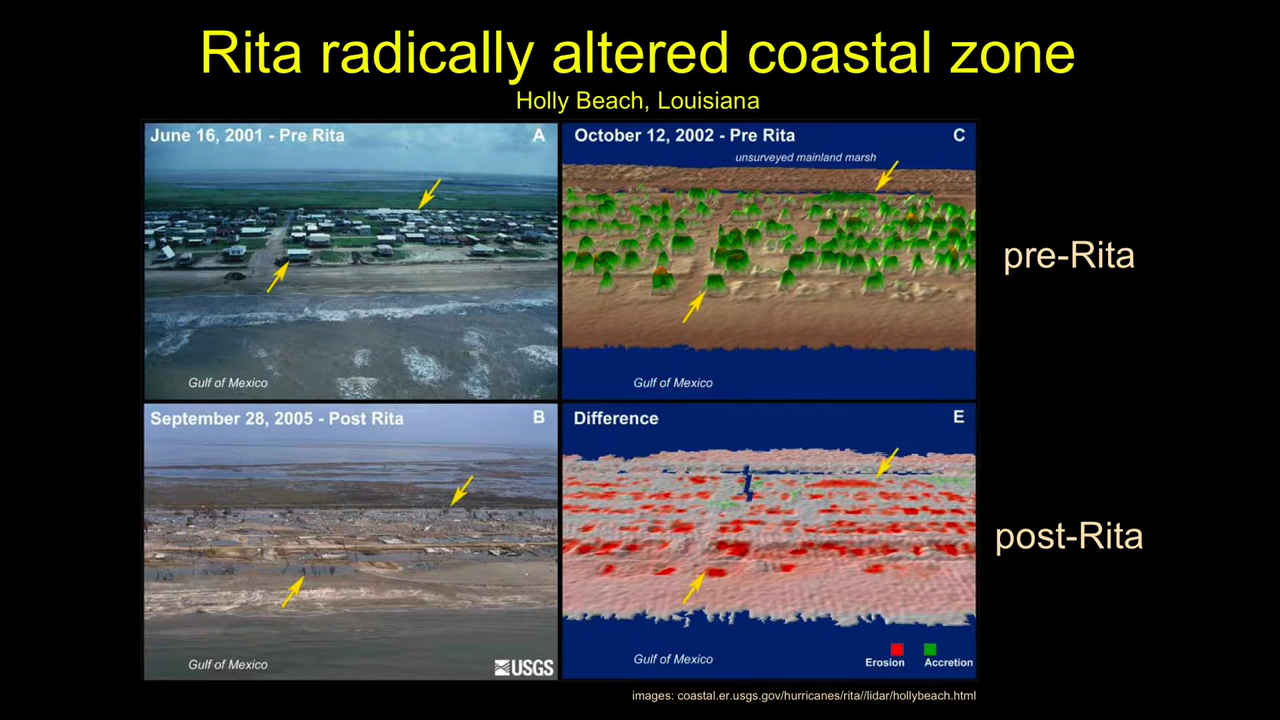 Rita radically altered coastal zone
Holly Beach, Louisiana
June 16, 2001 - Pre Rita
A
Gulf of Mexico
October 12, 2002 - Pre Rita
C
unsurveyed mainland marsh
Gulf of Mexico
pre-Rita
September 28, 2005 - Post Rita
B
Gulf of Mexico
USGS
Difference
E
Gulf of Mexico
Erosion
Accretion
post-Rita
images: coastal.er.usgs.gov/hurricanes/rita//lidar/hollybeach.html